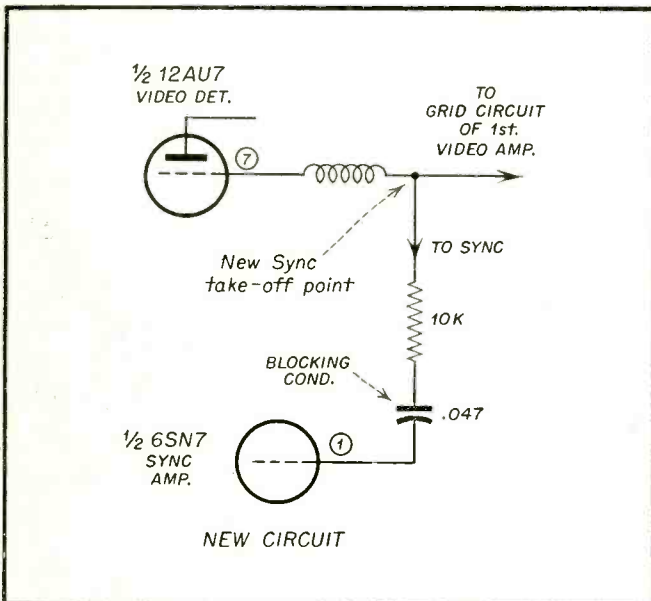 ½ 12AU7
VIDEO DET.
7
TO
GRID CIRCUIT
OF 1st.
VIDEO AMP.
New Sync
take-off point
TO SYNC
10K
BLOCKING
COND.
.047
½ 6SN7
SYNC
AMP.
1
NEW CIRCUIT